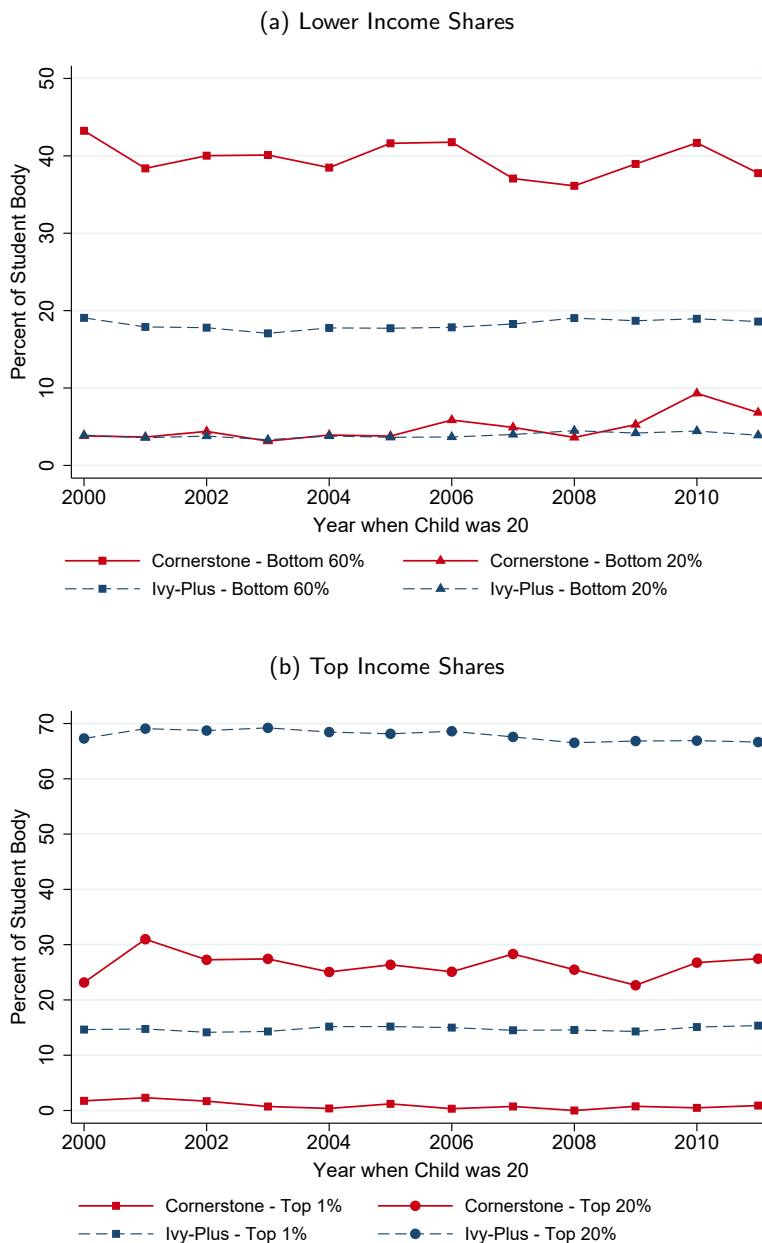 (a) Lower Income Shares
50
40
30
20
10
0
Percent of Student Body
2000 2002 2004 2006 2008 2010
Year when Child was 20
Cornerstone - Bottom 60% Cornerstone - Bottom 20%
Ivy-Plus - Bottom 60% Ivy-Plus - Bottom 20%
(b) Top Income Shares
70
60
50
40
30
20
10
0
Percent of Student Body
2000 2002 2004 2006 2008 2010
Year when Child was 20
Cornerstone - Top 1% Cornerstone - Top 20%
Ivy-Plus - Top 1% Ivy-Plus - Top 20%